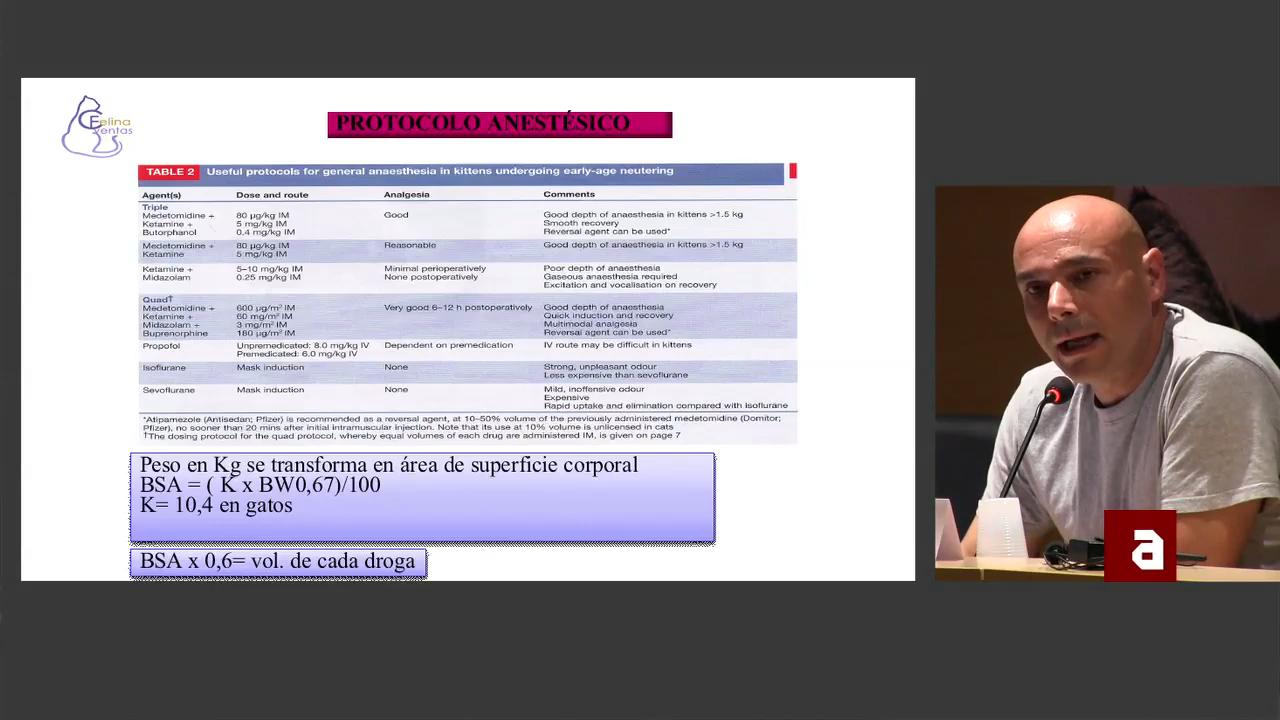 Felina
Ventas
PROTOCOLO ANESTÉSICO
TABLE 2 Useful protocols for general anaesthesia in kittens undergoing early-age neutering
Agent(s) Dose and route Analgesia Comments
Triple
Medetomidine + 80 µg/kg IM Good Good depth of anaesthesia in kittens >1.5 kg
Ketamine + 5 mg/kg IM Smooth recovery
Butorphanol 0.4 mg/kg IM Reversal agent can be used*
Medetomidine + 80 µg/kg IM Reasonable Good depth of anaesthesia in kittens >1.5 kg
Ketamine 5 mg/kg IM
Ketamine + 5–10 mg/kg IM Minimal perioperatively Poor depth of anaesthesia
Midazolam 0.25 mg/kg IM None postoperatively Gaseous anaesthesia required
Excitation and vocalisation on recovery
Quad†
Medetomidine + 600 µg/m² IM Very good 6–12 h postoperatively Good depth of anaesthesia
Ketamine + 60 mg/m² IM Quick induction and recovery
Midazolam + 3 mg/m² IM Multimodal analgesia
Buprenorphine 180 µg/m² IM Reversal agent can be used*
Propofol Unpremedicated: 8.0 mg/kg IV Dependent on premedication IV route may be difficult in kittens
Premedicated: 6.0 mg/kg IV
Isoflurane Mask induction None Strong, unpleasant odour
Less expensive than sevoflurane
Sevoflurane Mask induction None Mild, inoffensive odour
Expensive
Rapid uptake and elimination compared with isoflurane
*Atipamezole (Antisedan; Pfizer) is recommended as a reversal agent, at 10–50% volume of the previously administered medetomidine (Domitor;
Pfizer), no sooner than 20 mins after initial intramuscular injection. Note that its use at 10% volume is unlicensed in cats
†The dosing protocol for the quad protocol, whereby equal volumes of each drug are administered IM, is given on page 7
Peso en Kg se transforma en área de superficie corporal
BSA = ( K x BW0,67)/100
K= 10,4 en gatos
BSA x 0,6= vol. de cada droga
a